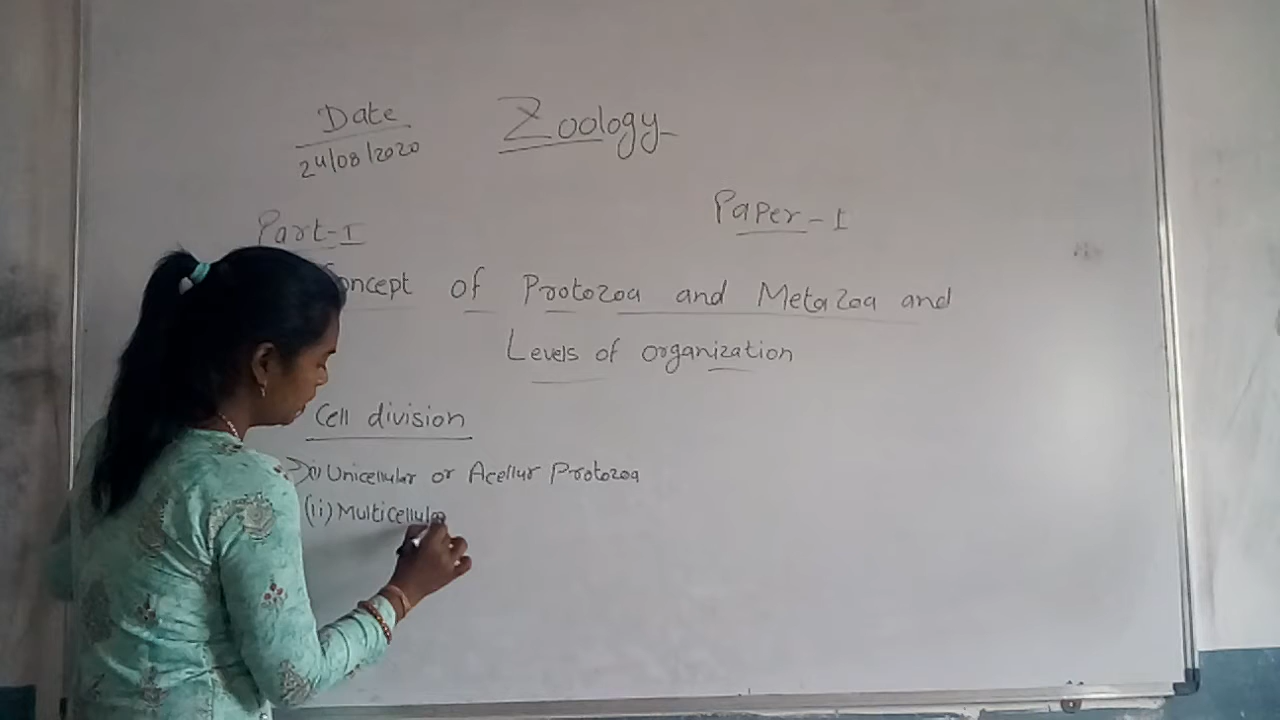 Date
24/08/2020
Zoology
Paper-I
Part-I
Concept of Protozoa and Metazoa and
Levels of organization
Cell division
(i) Unicellular or Acellur Protozoa
(ii) Multicellula